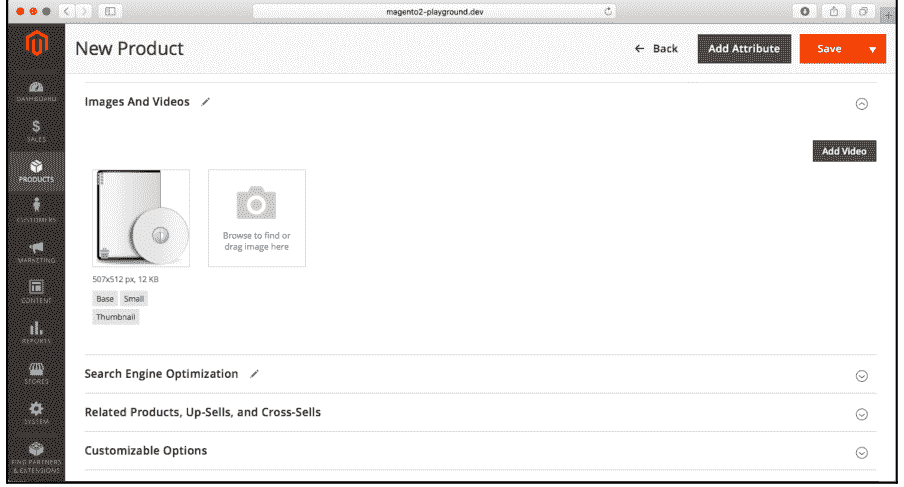 magento2-playground.dev
New Product
← Back
Add Attribute
Save
DASHBOARD
SALES
PRODUCTS
CUSTOMERS
MARKETING
CONTENT
REPORTS
STORES
SYSTEM
FIND PARTNERS
& EXTENSIONS
Images And Videos
Add Video
Browse to find or
drag image here
507x512 px, 12 KB
Base Small
Thumbnail
Search Engine Optimization
Related Products, Up-Sells, and Cross-Sells
Customizable Options